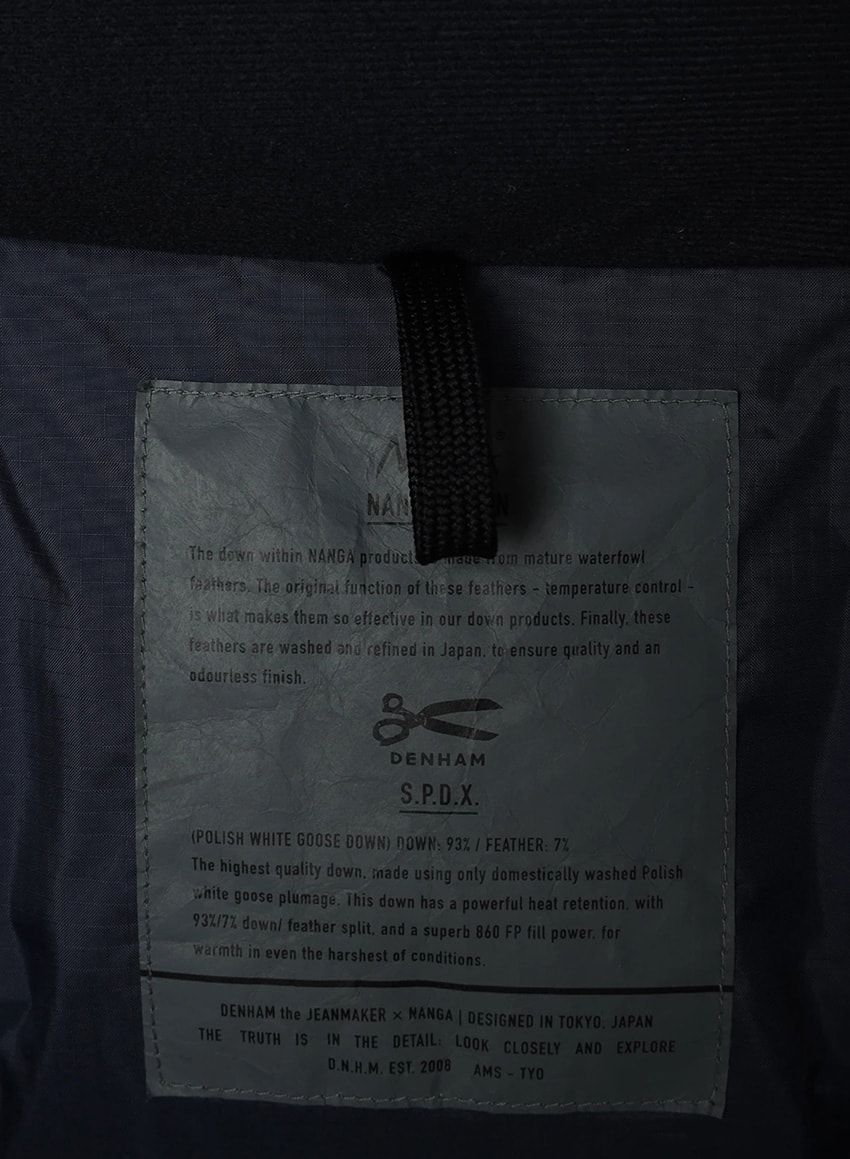 ®
NAN N
The down within NANGA products made from mature waterfowl
feathers. The original function of these feathers - temperature control -
is what makes them so effective in our down products. Finally, these
feathers are washed and refined in Japan, to ensure quality and an
odourless finish.
DENHAM
S.P.D.X.
(POLISH WHITE GOOSE DOWN) DOWN: 93% / FEATHER: 7%
The highest quality down, made using only domestically washed Polish
white goose plumage. This down has a powerful heat retention, with
93%/7% down/ feather split, and a superb 860 FP fill power, for
warmth in even the harshest of conditions.
DENHAM the JEANMAKER × NANGA | DESIGNED IN TOKYO, JAPAN
THE TRUTH IS IN THE DETAIL: LOOK CLOSELY AND EXPLORE
D.N.H.M. EST. 2008 AMS - TYO